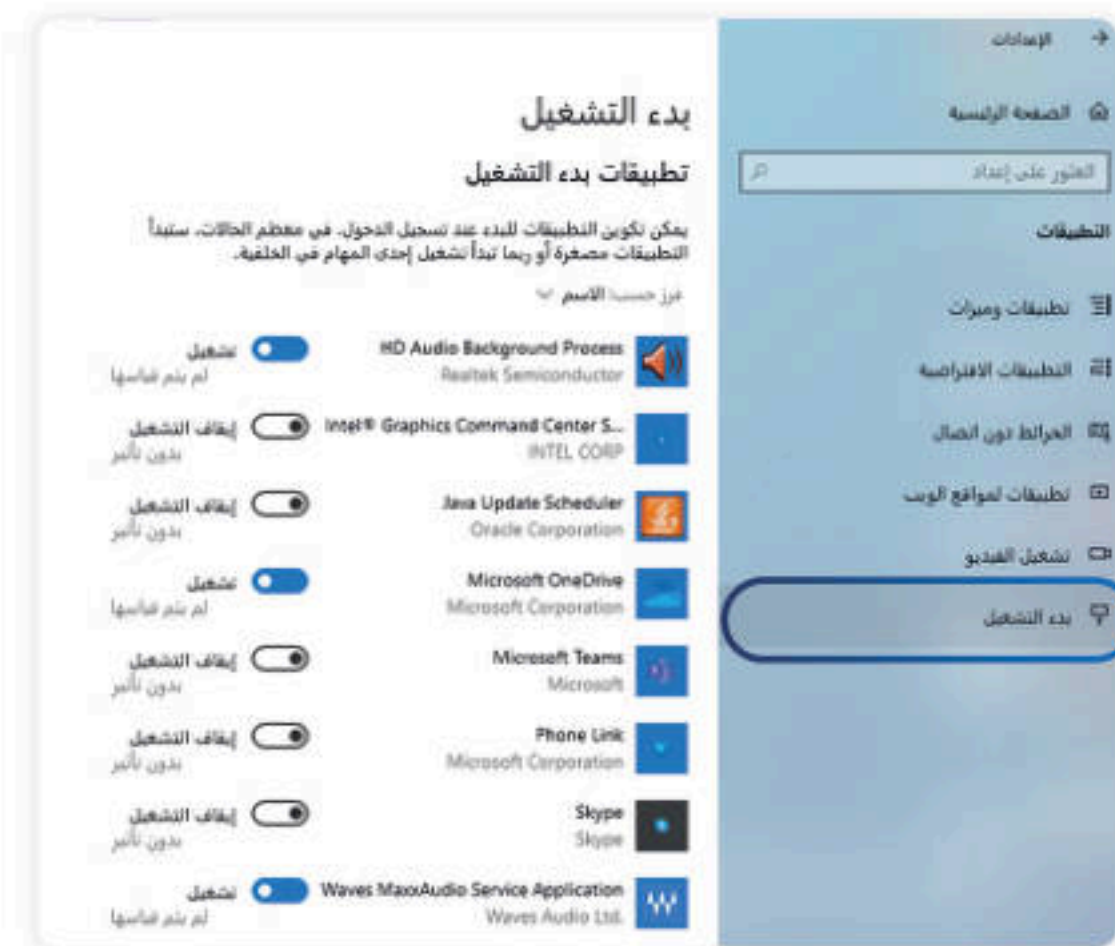 الإعدادات
الصفحة الرئيسية
العثور على إعداد
التطبيقات
تطبيقات وميزات
التطبيقات الافتراضية
الخرائط دون اتصال
تطبيقات لمواقع الويب
تشغيل الفيديو
بدء التشغيل
بدء التشغيل
تطبيقات بدء التشغيل
يمكن تكوين التطبيقات للبدء عند تسجيل الدخول. في معظم الحالات، ستبدأ
التطبيقات مصغرة أو ربما تبدأ تشغيل إحدى المهام في الخلفية.
فرز حسب: الاسم
HD Audio Background Process
تشغيل
Realtek Semiconductor
لم يتم قياسها
Intel® Graphics Command Center S...
إيقاف التشغيل
INTEL CORP
بدون تأثير
Java Update Scheduler
إيقاف التشغيل
Oracle Corporation
بدون تأثير
Microsoft OneDrive
تشغيل
Microsoft Corporation
لم يتم قياسها
Microsoft Teams
إيقاف التشغيل
Microsoft
بدون تأثير
Phone Link
إيقاف التشغيل
Microsoft Corporation
بدون تأثير
Skype
إيقاف التشغيل
Skype
بدون تأثير
Waves MaxxAudio Service Application
تشغيل
Waves Audio Ltd.
لم يتم قياسها